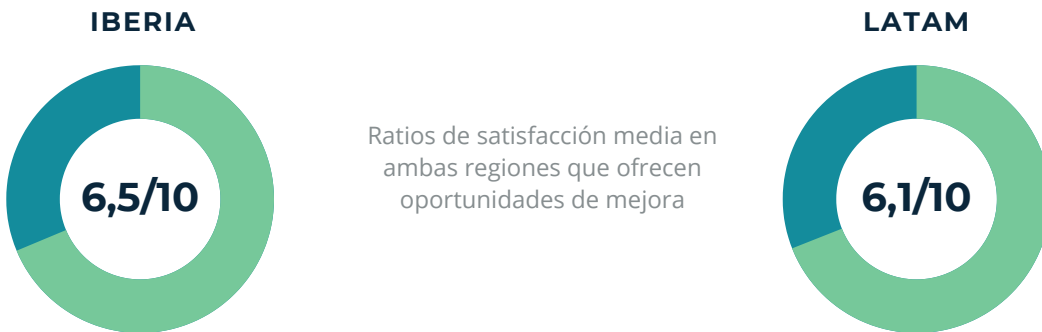 IBERIA
6,5/10
Ratios de satisfacción media en
ambas regiones que ofrecen
oportunidades de mejora
LATAM
6,1/10